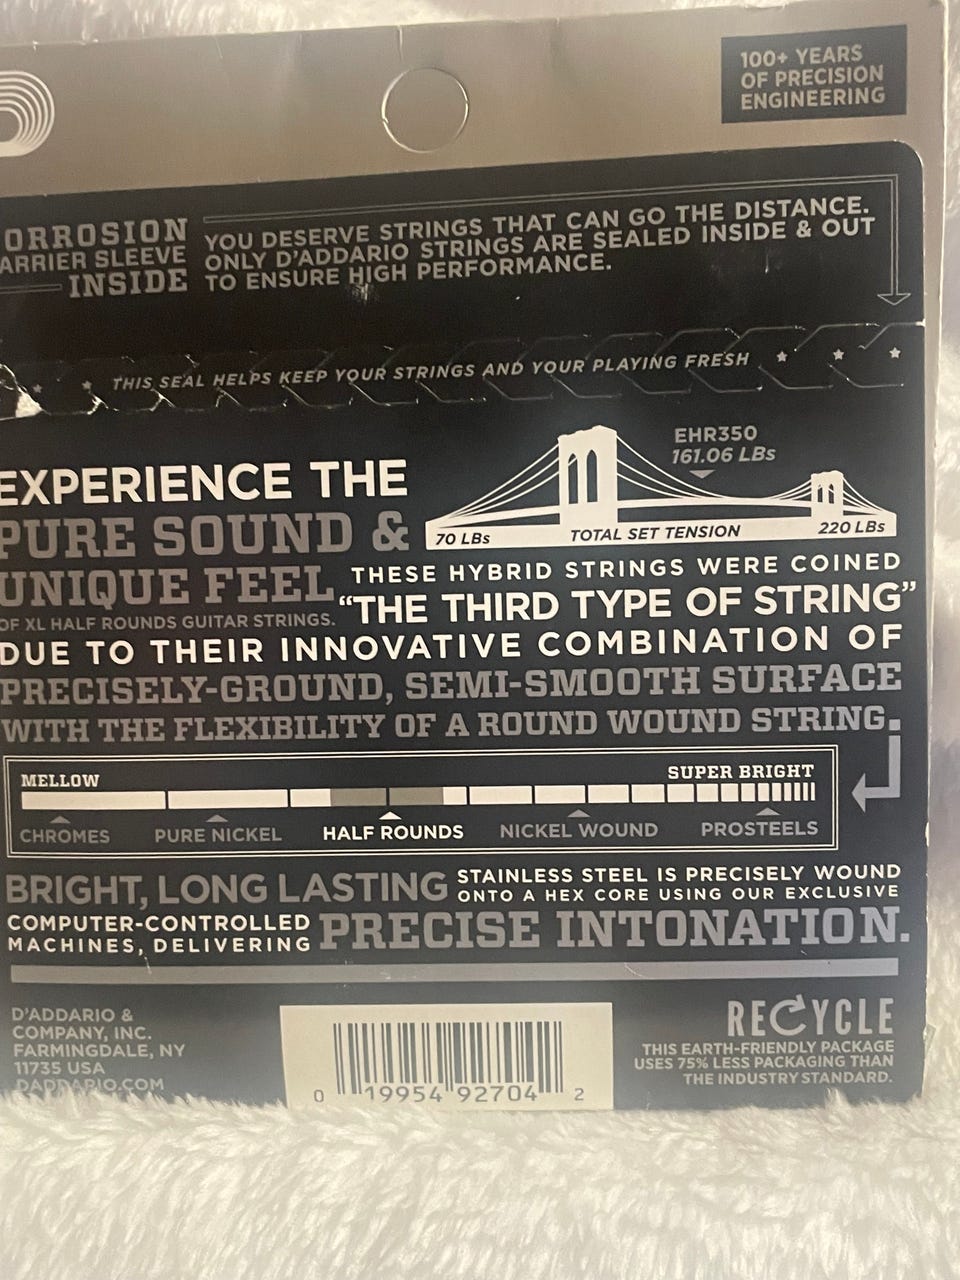 100+ YEARS
OF PRECISION
ENGINEERING
ORROSION
ARRIER SLEEVE
INSIDE
YOU DESERVE STRINGS THAT CAN GO THE DISTANCE.
ONLY D'ADDARIO STRINGS ARE SEALED INSIDE & OUT
TO ENSURE HIGH PERFORMANCE.
THIS SEAL HELPS KEEP YOUR STRINGS AND YOUR PLAYING FRESH
EHR350
161.06 LBs
70 LBs
TOTAL SET TENSION
220 LBs
EXPERIENCE THE
PURE SOUND &
UNIQUE FEEL
OF XL HALF ROUNDS GUITAR STRINGS.
THESE HYBRID STRINGS WERE COINED
“THE THIRD TYPE OF STRING”
DUE TO THEIR INNOVATIVE COMBINATION OF
PRECISELY-GROUND, SEMI-SMOOTH SURFACE
WITH THE FLEXIBILITY OF A ROUND WOUND STRING.
MELLOW
SUPER BRIGHT
CHROMES
PURE NICKEL
HALF ROUNDS
NICKEL WOUND
PROSTEELS
BRIGHT, LONG LASTING
STAINLESS STEEL IS PRECISELY WOUND
ONTO A HEX CORE USING OUR EXCLUSIVE
COMPUTER-CONTROLLED
MACHINES, DELIVERING
PRECISE INTONATION.
D'ADDARIO &
COMPANY, INC.
FARMINGDALE, NY
11735 USA
DADDARIO.COM
0 19954 92704 2
RECYCLE
THIS EARTH-FRIENDLY PACKAGE
USES 75% LESS PACKAGING THAN
THE INDUSTRY STANDARD.